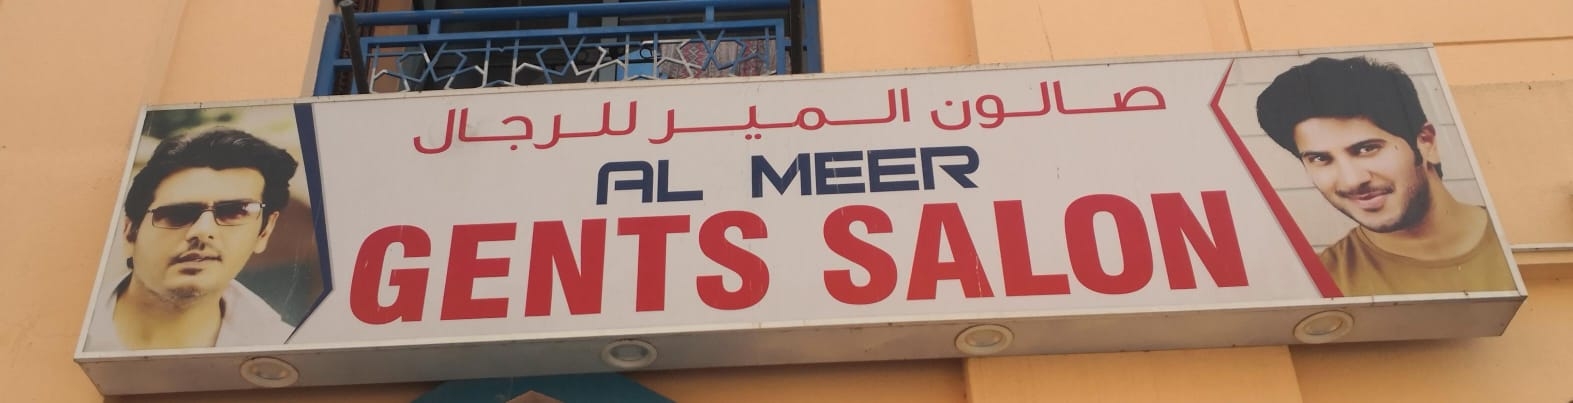 صالون المير للرجال
AL MEER
GENTS SALON